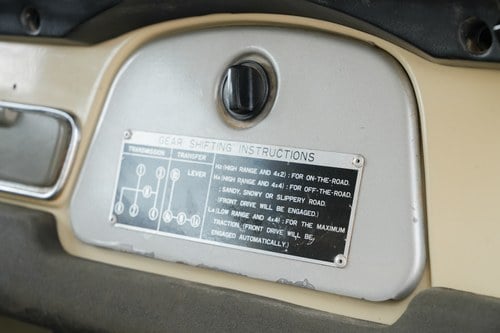 GEAR SHIFTING INSTRUCTIONS
TRANSMISSION TRANSFER
LEVER
H2 (HIGH RANGE AND 4x2) : FOR ON-THE-ROAD.
H4 (HIGH RANGE AND 4x4) : FOR OFF-THE-ROAD.
: SANDY, SNOWY OR SLIPPERY ROAD.
(FRONT DRIVE WILL BE ENGAGED.)
L4 (LOW RANGE AND 4x4) : FOR THE MAXIMUM
TRACTION. (FRONT DRIVE WILL BE
ENGAGED AUTOMATICALLY.)